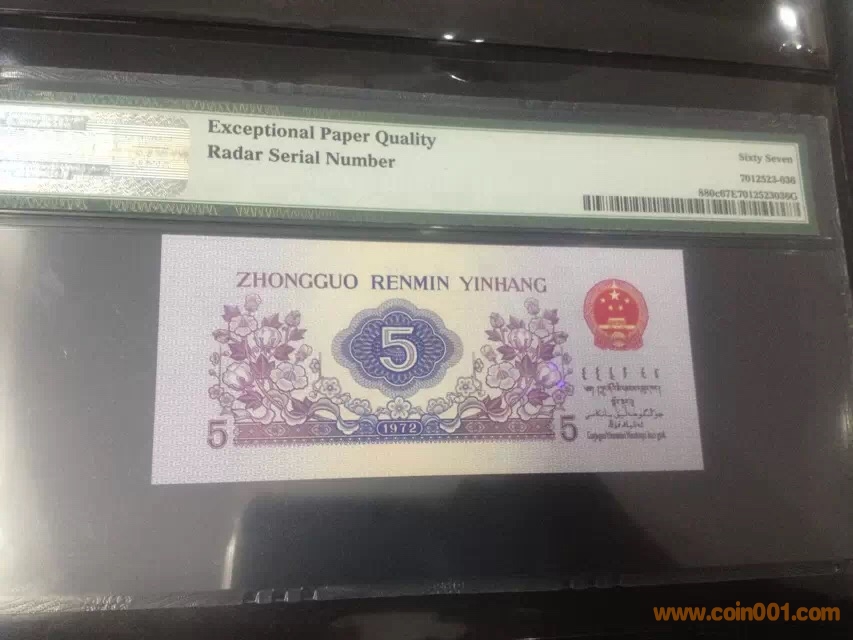 Exceptional Paper Quality
Radar Serial Number
Sixty Seven
7012523-036
880c67E7012523036G
ZHONGGUO RENMIN YINHANG
5
1972
5
5
www.coin001.com